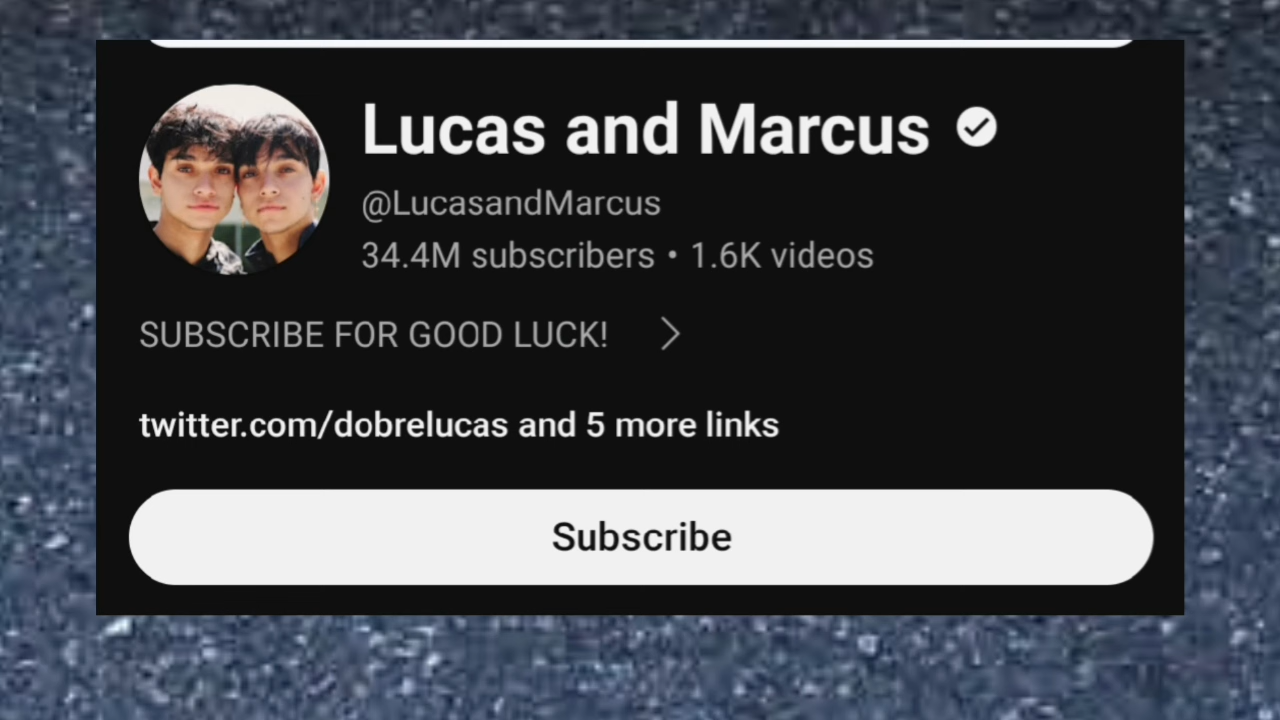 Lucas and Marcus
@LucasandMarcus
34.4M subscribers • 1.6K videos
SUBSCRIBE FOR GOOD LUCK!
twitter.com/dobrelucas and 5 more links
Subscribe